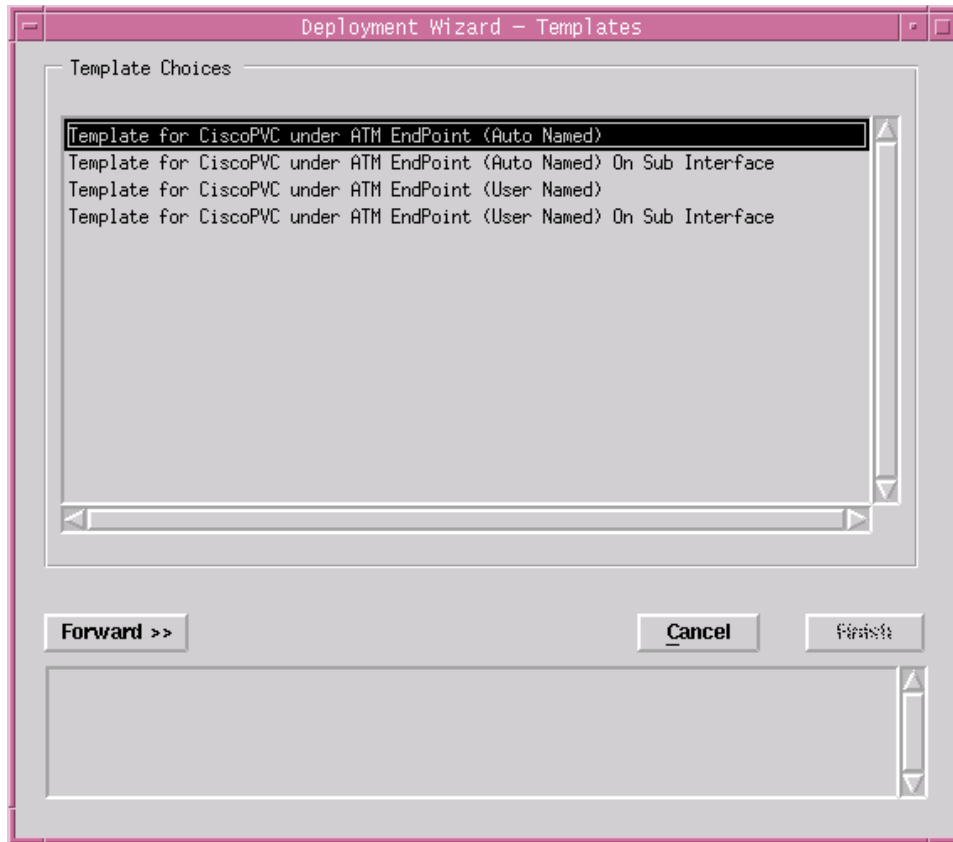 Deployment Wizard — Templates
Template Choices
Template for CiscoPVC under ATM EndPoint (Auto Named)
Template for CiscoPVC under ATM EndPoint (Auto Named) On Sub Interface
Template for CiscoPVC under ATM EndPoint (User Named)
Template for CiscoPVC under ATM EndPoint (User Named) On Sub Interface
Forward >>
Cancel
Finish